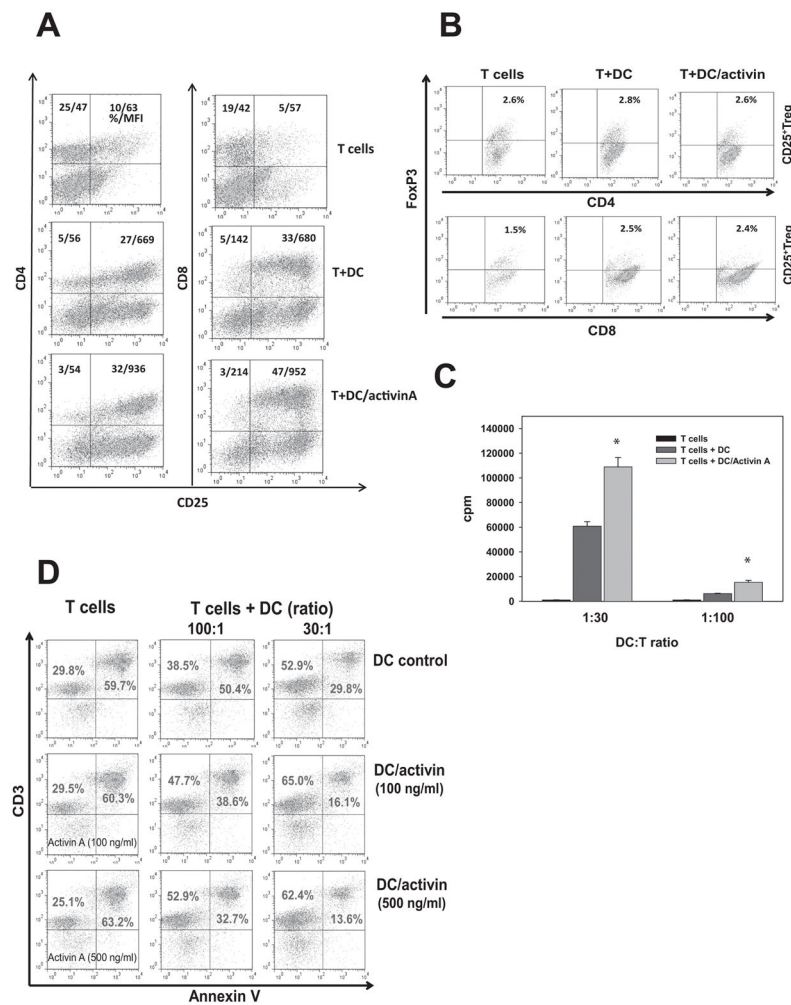 A
25/47 10/63
%/MFI
19/42 5/57
T cells
5/56 27/669
5/142 33/680
T+DC
3/54 32/936
3/214 47/952
T+DC/activinA
CD4
CD8
CD25
B
T cells T+DC T+DC/activin
2.6% 2.8% 2.6%
CD25+Treg
CD4
FoxP3
1.5% 2.5% 2.4%
CD25+Treg
CD8
C
140000
120000
100000
80000
60000
40000
20000
0
cpm
T cells
T cells + DC
T cells + DC/Activin A
*
*
1:30 1:100
DC:T ratio
D
T cells T cells + DC (ratio)
100:1 30:1
29.8% 59.7%
38.5% 50.4%
52.9% 29.8%
DC control
29.5% 60.3%
Activin A (100 ng/ml)
47.7% 38.6%
65.0% 16.1%
DC/activin
(100 ng/ml)
25.1% 63.2%
Activin A (500 ng/ml)
52.9% 32.7%
62.4% 13.6%
DC/activin
(500 ng/ml)
CD3
Annexin V